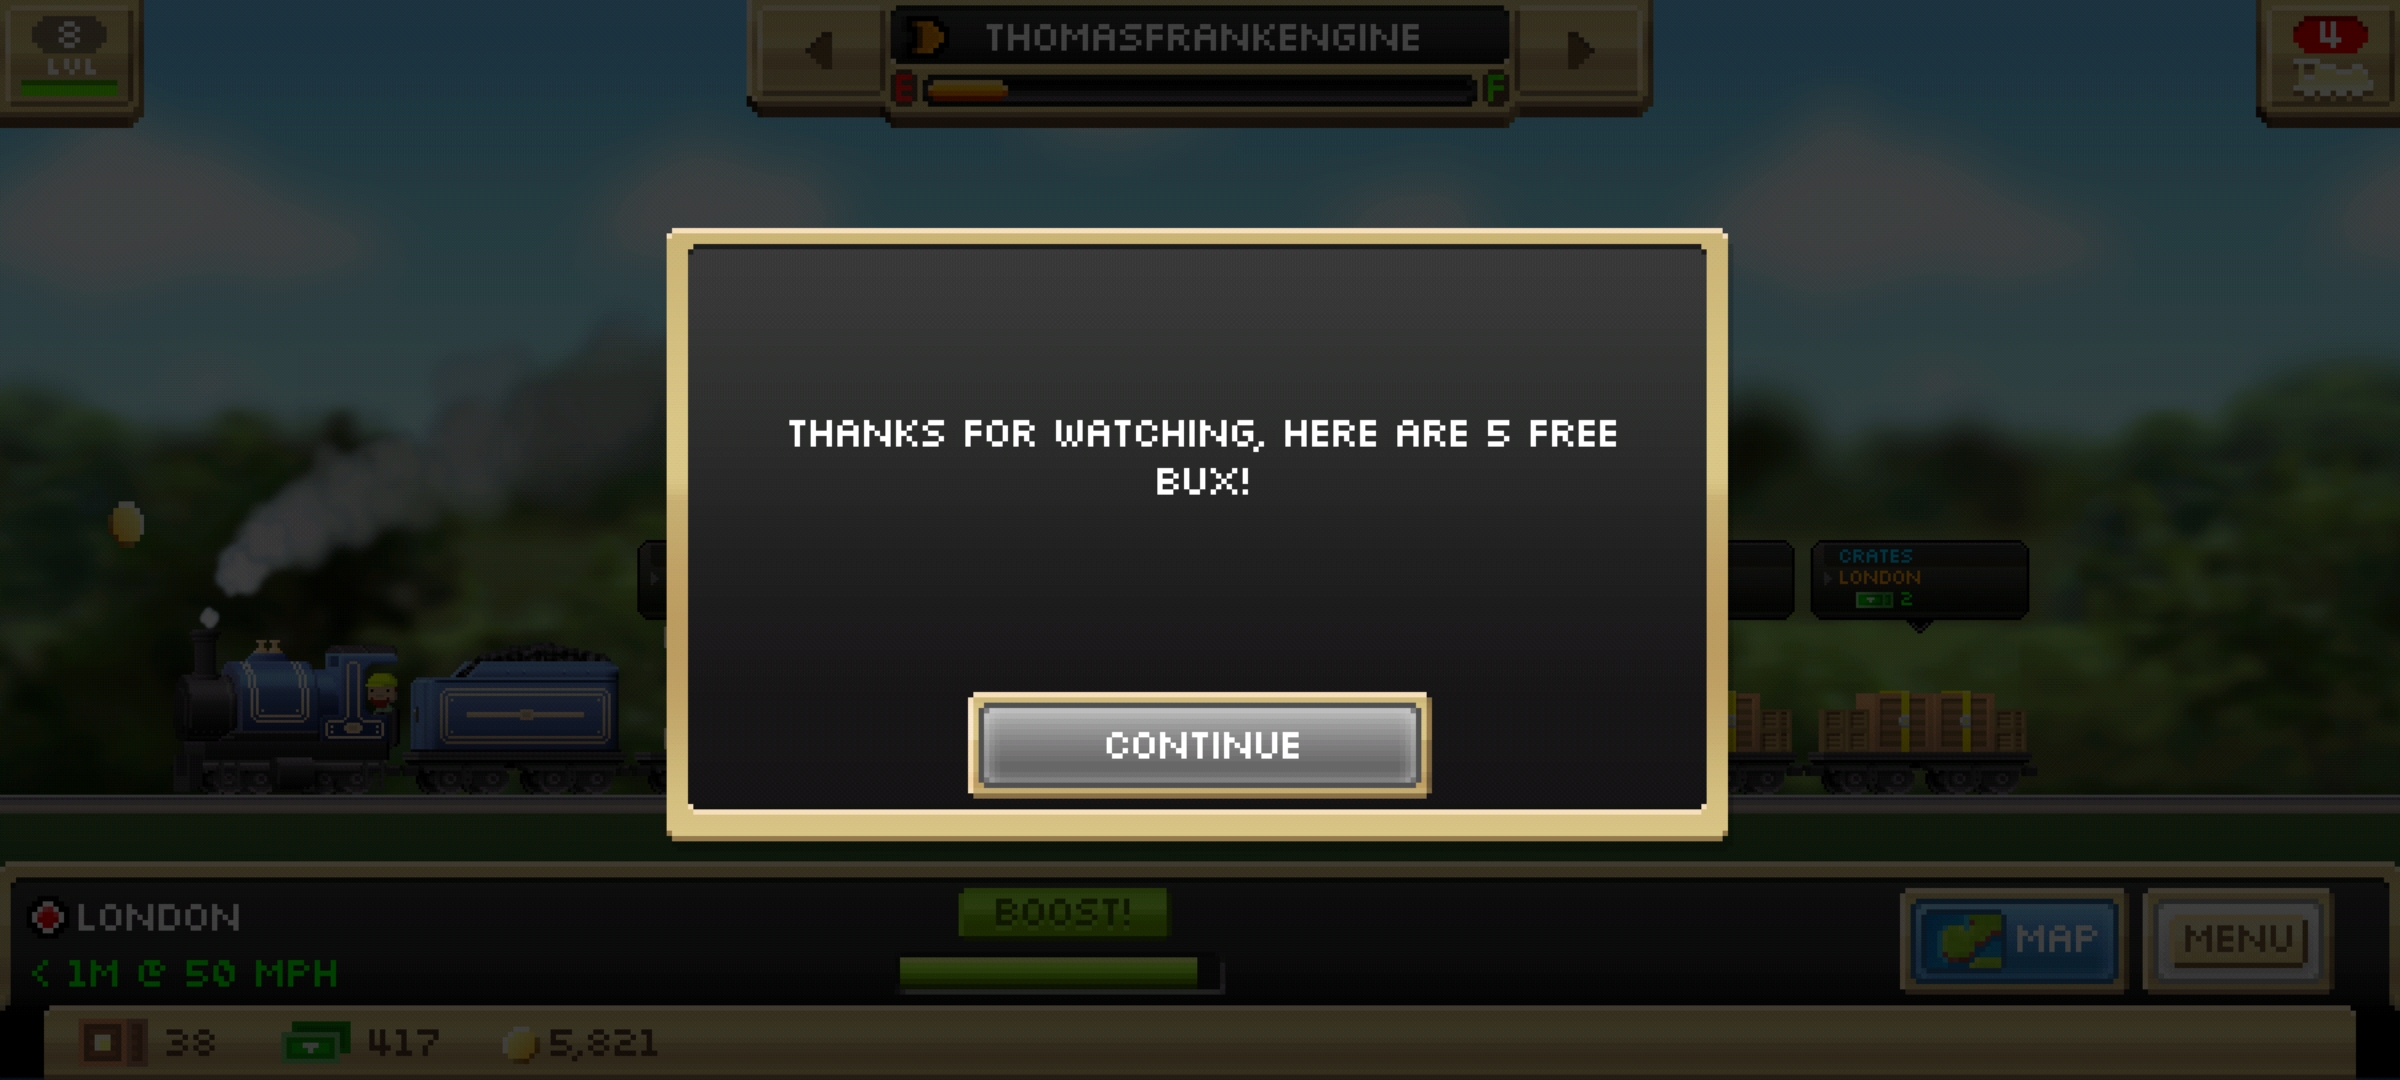 8
LVL
THOMASFRANKENGINE
E F
4
THANKS FOR WATCHING, HERE ARE 5 FREE
BUX!
CRATES
LONDON
2
CONTINUE
LONDON
< 1M @ 50 MPH
BOOST!
MAP
MENU
38 417 5,821